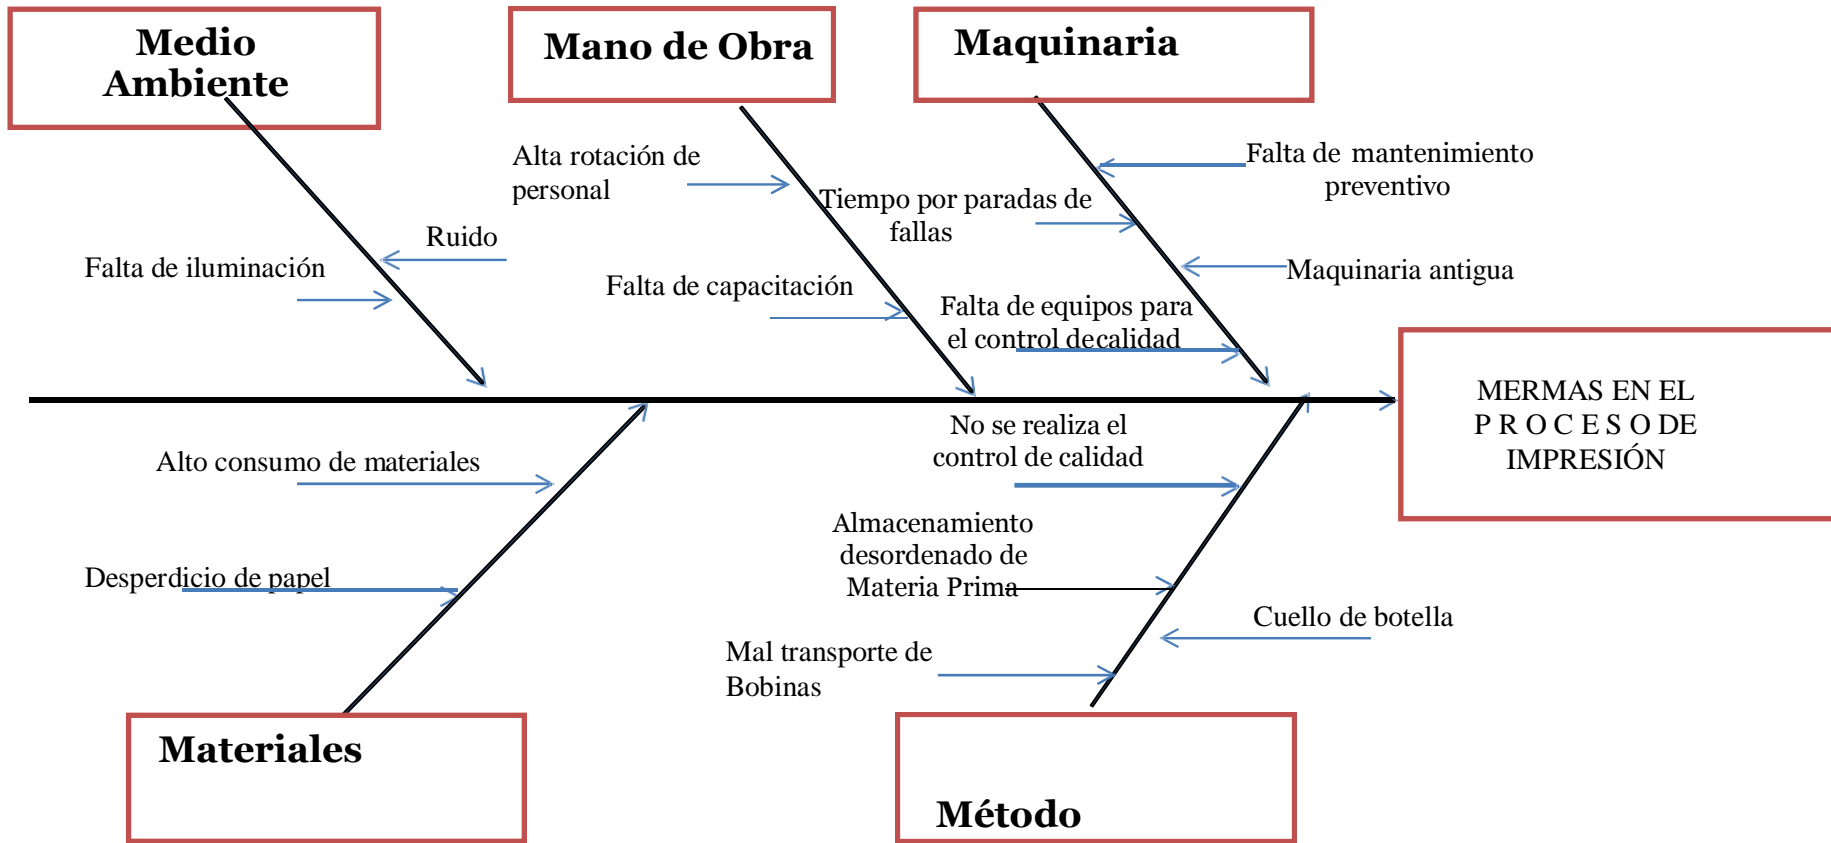 Medio
Ambiente
Mano de Obra
Maquinaria
Alta rotación de
personal
Falta de mantenimiento
preventivo
Tiempo por paradas de
fallas
Ruido
Falta de iluminación
Maquinaria antigua
Falta de capacitación
Falta de equipos para
el control decalidad
MERMAS EN EL
P R O C E S O DE
IMPRESIÓN
No se realiza el
control de calidad
Alto consumo de materiales
Almacenamiento
desordenado de
Materia Prima
Desperdicio de papel
Cuello de botella
Mal transporte de
Bobinas
Materiales
Método